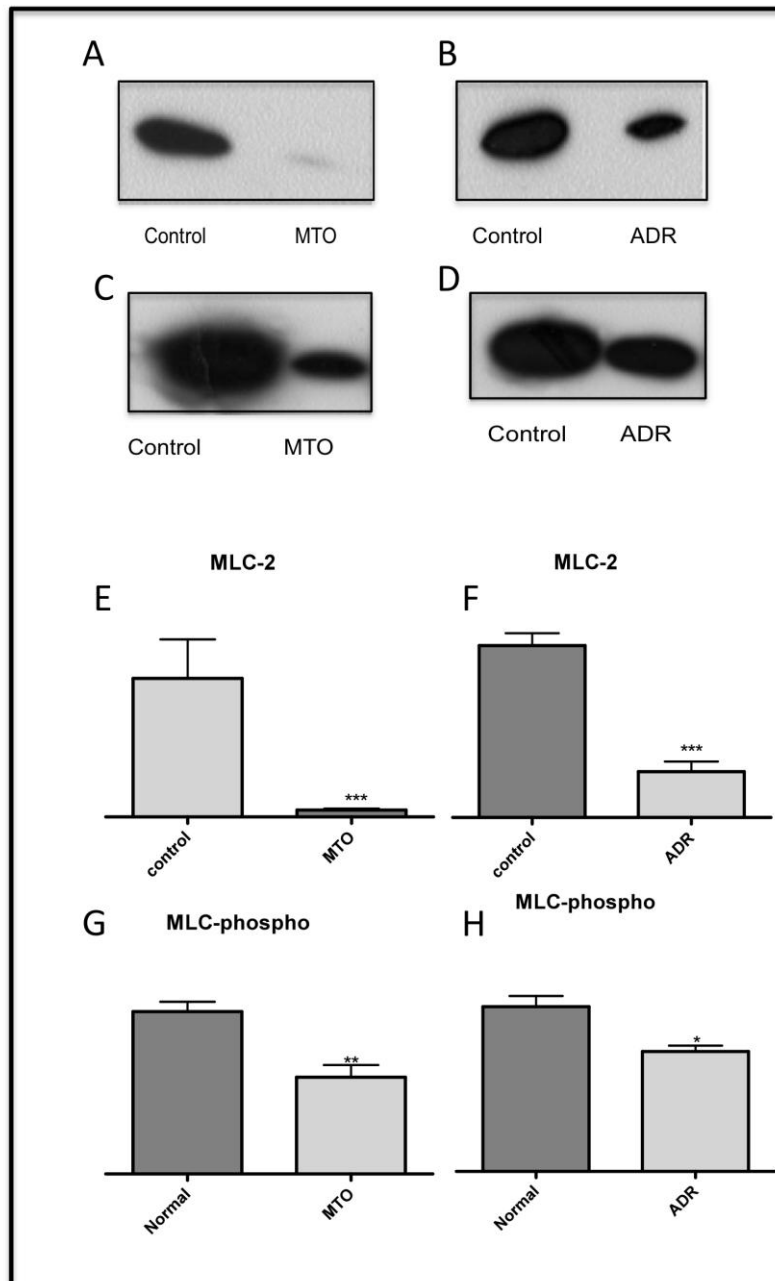 A
B
Control MTO
Control ADR
C
D
Control MTO
Control ADR
MLC-2
MLC-2
E
F
***
***
control
MTO
control
ADR
MLC-phospho
MLC-phospho
G
H
**
*
Normal
MTO
Normal
ADR